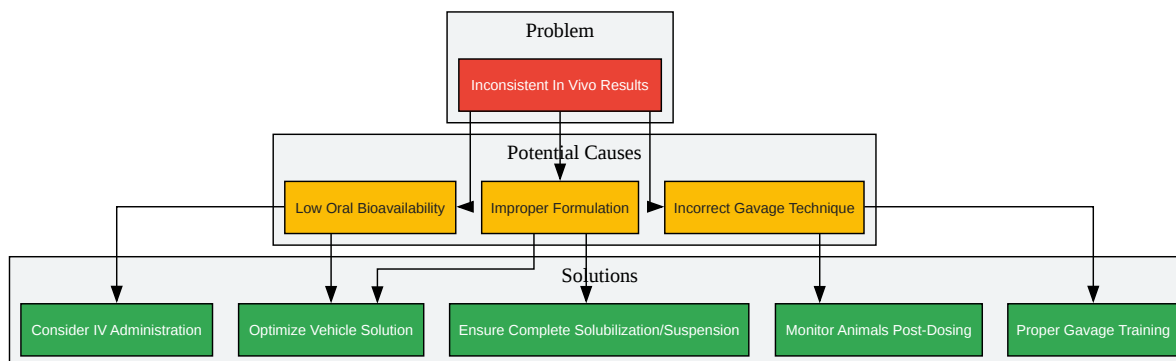 Problem
Inconsistent In Vivo Results
Potential Causes
Low Oral Bioavailability
Improper Formulation
Incorrect Gavage Technique
Solutions
Consider IV Administration
Optimize Vehicle Solution
Ensure Complete Solubilization/Suspension
Monitor Animals Post-Dosing
Proper Gavage Training